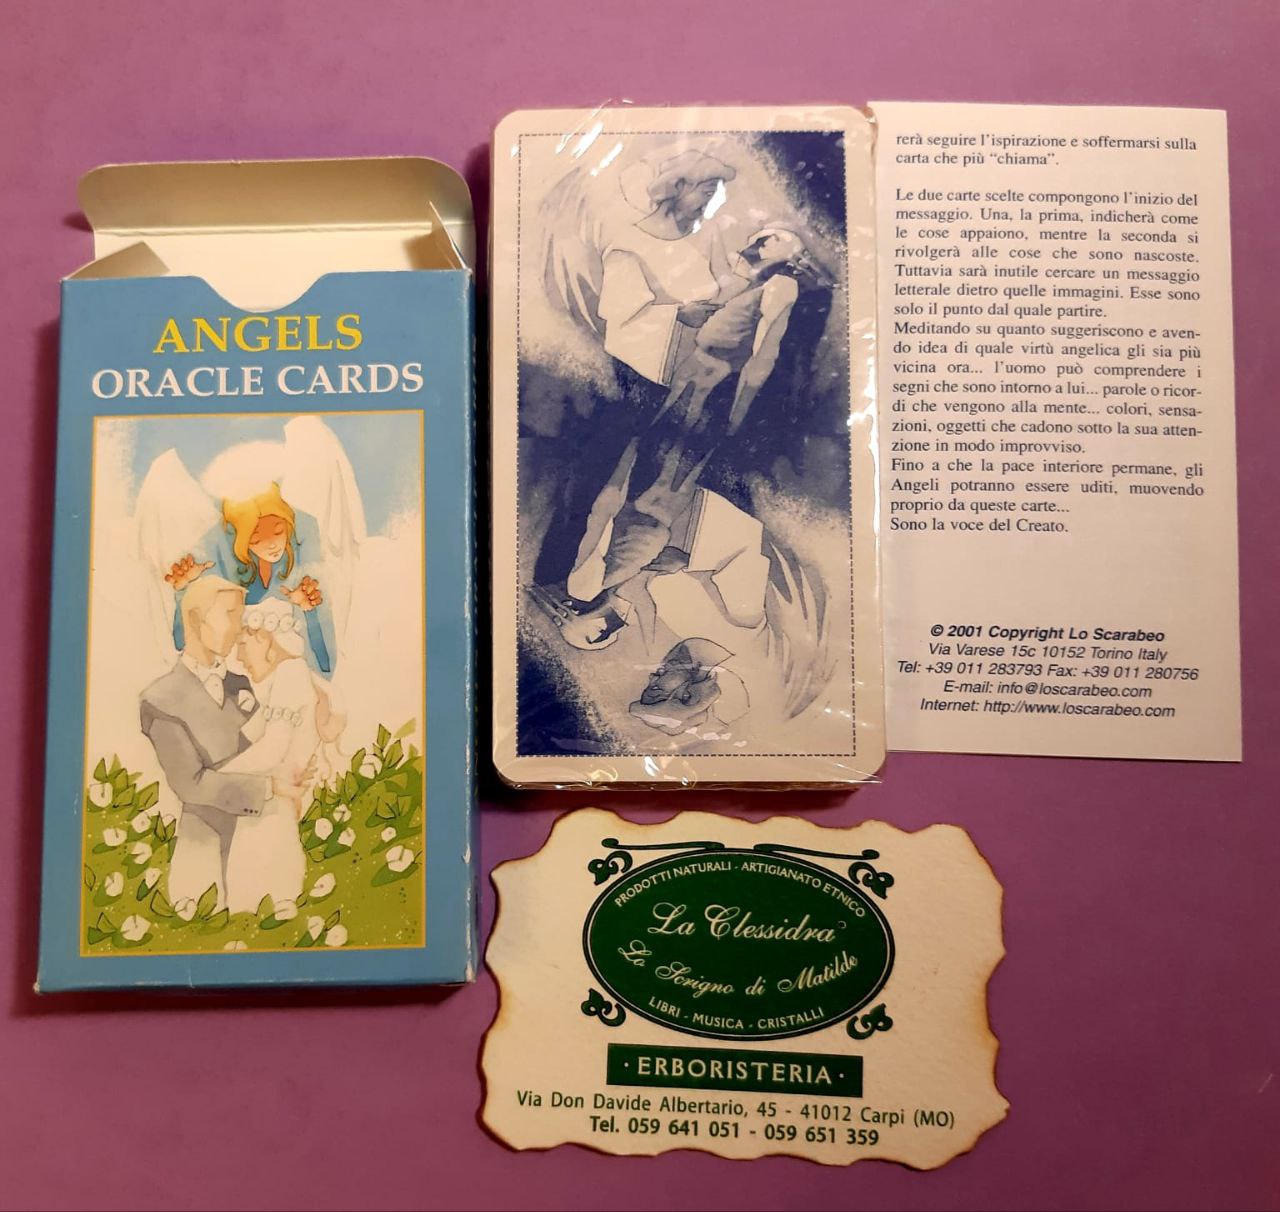 ANGELS
ORACLE CARDS
rerà seguire l'ispirazione e soffermarsi sulla
carta che più “chiama”.
Le due carte scelte compongono l'inizio del
messaggio. Una, la prima, indicherà come
le cose appaiono, mentre la seconda si
rivolgerà alle cose che sono nascoste.
Tuttavia sarà inutile cercare un messaggio
letterale dietro quelle immagini. Esse sono
solo il punto dal quale partire.
Meditando su quanto suggeriscono e aven-
do idea di quale virtù angelica gli sia più
vicina ora... l'uomo può comprendere i
segni che sono intorno a lui... parole o ricor-
di che vengono alla mente... colori, sensa-
zioni, oggetti che cadono sotto la sua atten-
zione in modo improvviso.
Fino a che la pace interiore permane, gli
Angeli potranno essere uditi, muovendo
proprio da queste carte...
Sono la voce del Creato.
© 2001 Copyright Lo Scarabeo
Via Varese 15c 10152 Torino Italy
Tel: +39 011 283793 Fax: +39 011 280756
E-mail: info@loscarabeo.com
Internet: http://www.loscarabeo.com
PRODOTTI NATURALI - ARTIGIANATO ETNICO
La Clessidra
Lo Scrigno di Matilde
LIBRI - MUSICA - CRISTALLI
· ERBORISTERIA ·
Via Don Davide Albertario, 45 - 41012 Carpi (MO)
Tel. 059 641 051 - 059 651 359